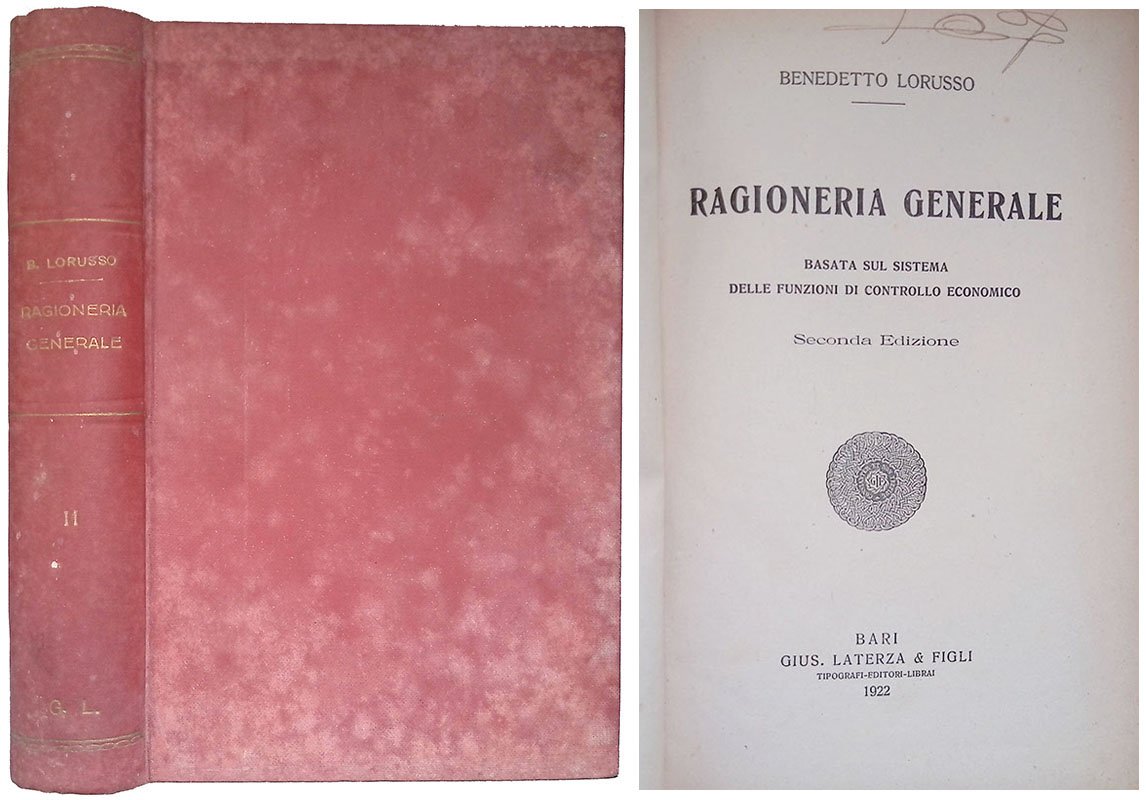 B. LORUSSO
RAGIONERIA
GENERALE
II
G. L.
BENEDETTO LORUSSO
RAGIONERIA GENERALE
BASATA SUL SISTEMA
DELLE FUNZIONI DI CONTROLLO ECONOMICO
Seconda Edizione
BARI
GIUS. LATERZA & FIGLI
TIPOGRAFI-EDITORI-LIBRAI
1922